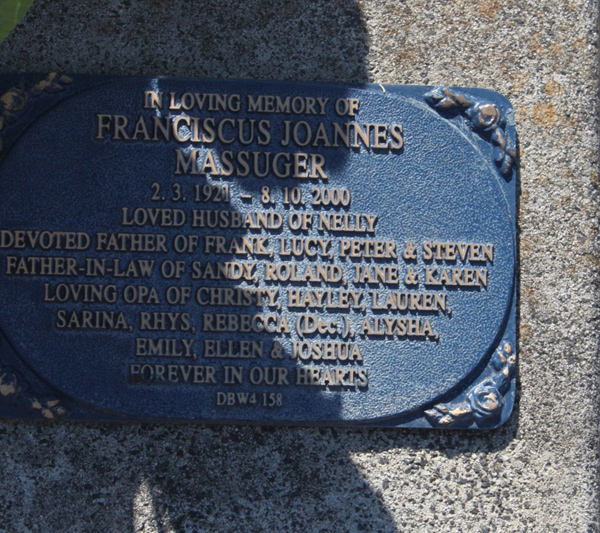 IN LOVING MEMORY OF
FRANCISCUS JOANNES
MASSUGER
2. 3. 1921 – 8. 10. 2000
LOVED HUSBAND OF NELLY
DEVOTED FATHER OF FRANK, LUCY, PETER & STEVEN
FATHER-IN-LAW OF SANDY, ROLAND, JANE & KAREN
LOVING OPA OF CHRISTY, HAYLEY, LAUREN,
SARINA, RHYS, REBECCA (Dec.), ALYSHA,
EMILY, ELLEN & JOSHUA
FOREVER IN OUR HEARTS
DBW4 158